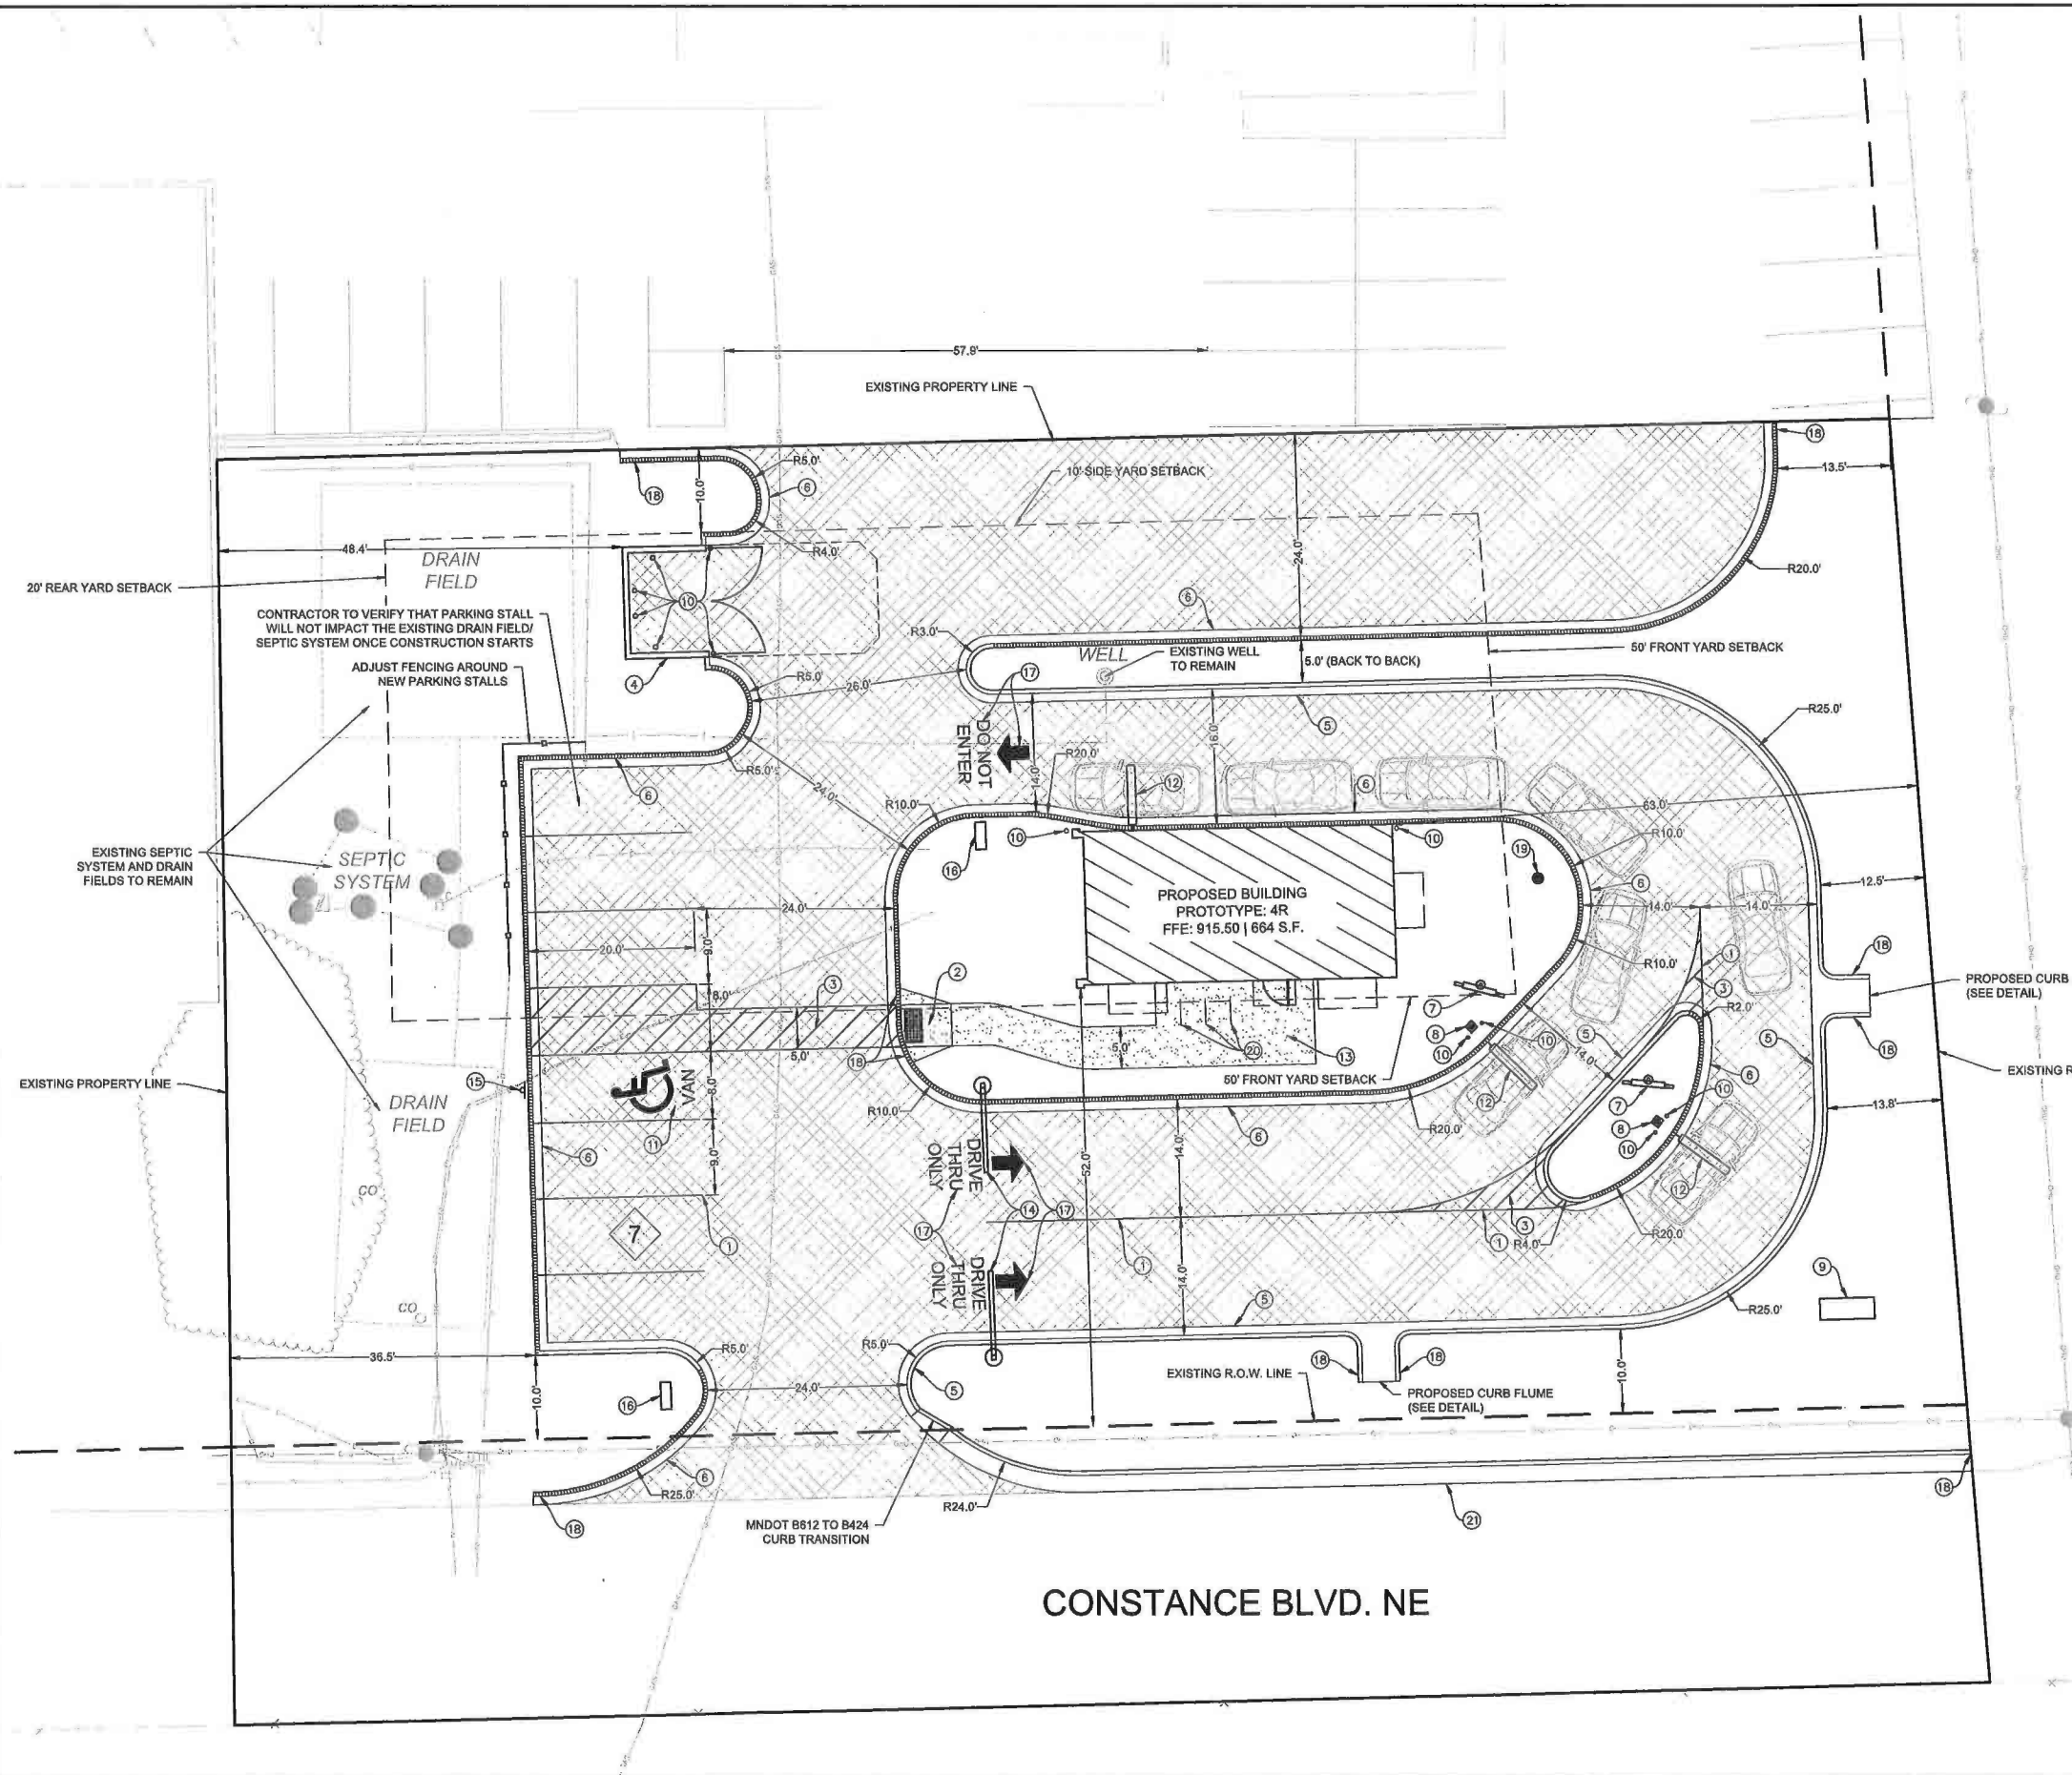 57.9'
EXISTING PROPERTY LINE
18
13.5'
R5.0'
6
18
10.0'
10' SIDE YARD SETBACK
48.4'
DRAIN
FIELD
R4.0'
24.0'
R20.0'
20' REAR YARD SETBACK
10
6
CONTRACTOR TO VERIFY THAT PARKING STALL
WILL NOT IMPACT THE EXISTING DRAIN FIELD/
SEPTIC SYSTEM ONCE CONSTRUCTION STARTS
R3.0'
WELL
EXISTING WELL
TO REMAIN
5.0' (BACK TO BACK)
50' FRONT YARD SETBACK
ADJUST FENCING AROUND
NEW PARKING STALLS
4
R5.0'
26.0'
17
5
R25.0'
DO NOT
ENTER
16.0'
R20.0'
14.0'
R5.0'
12
6
6
24.0'
R10.0'
63.0'
10
10
R10.0'
EXISTING SEPTIC
SYSTEM AND DRAIN
FIELDS TO REMAIN
SEPTIC
SYSTEM
16
19
PROPOSED BUILDING
PROTOTYPE: 4R
FFE: 915.50 | 664 S.F.
6
12.5'
24.0'
14.0'
14.0'
20.0'
9.0'
R10.0'
1
18
2
3
8.0'
3
7
R2.0'
PROPOSED CURB
(SEE DETAIL)
5.0'
8
10
10
5.0'
20
13
14.0'
5
5
18
18
50' FRONT YARD SETBACK
6
EXISTING R
EXISTING PROPERTY LINE
15
VAN
8.0'
12
7
10
13.8'
DRAIN
FIELD
R10.0'
11
8
10
R20.0'
6
6
9.0'
DRIVE
THRU
ONLY
14.0'
52.0'
12
CO
14
17
17
7
1
3
R20.0'
1
1
R4.0'
DRIVE
THRU
ONLY
14.0'
9
CO
5
R25.0'
R5.0'
R5.0'
36.5'
18
18
10.0'
EXISTING R.O.W. LINE
24.0'
5
10.0'
16
PROPOSED CURB FLUME
(SEE DETAIL)
6
R25.0'
18
R24.0'
21
18
MNDOT B612 TO B424
CURB TRANSITION
CONSTANCE BLVD. NE